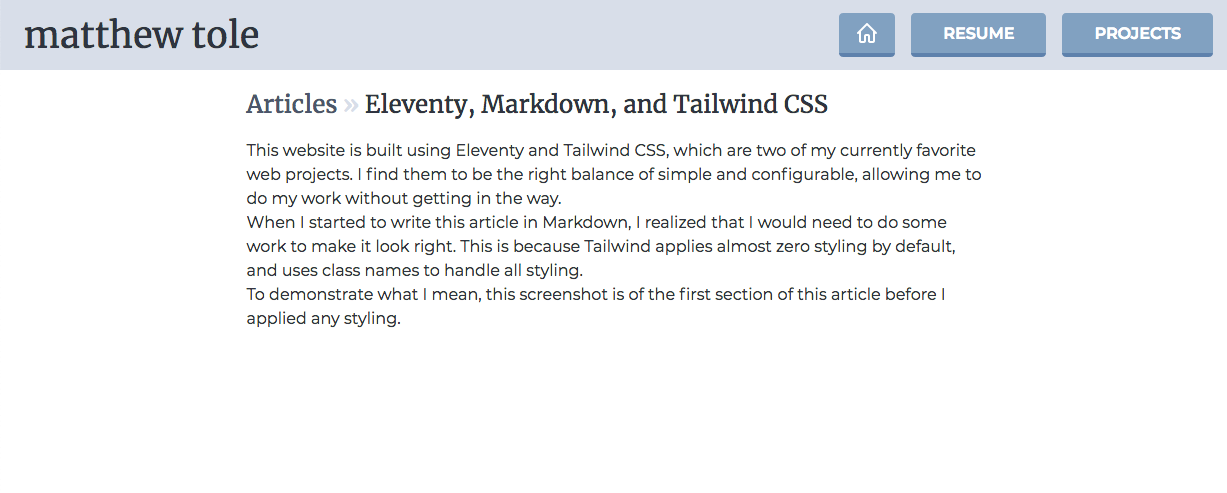 matthew tole
RESUME
PROJECTS
Articles » Eleventy, Markdown, and Tailwind CSS
This website is built using Eleventy and Tailwind CSS, which are two of my currently favorite
web projects. I find them to be the right balance of simple and configurable, allowing me to
do my work without getting in the way.
When I started to write this article in Markdown, I realized that I would need to do some
work to make it look right. This is because Tailwind applies almost zero styling by default,
and uses class names to handle all styling.
To demonstrate what I mean, this screenshot is of the first section of this article before I
applied any styling.